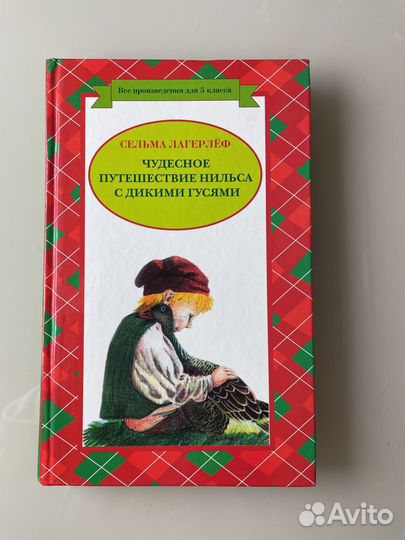 Все произведения для 5 класса
СЕЛЬМА ЛАГЕРЛЁФ
ЧУДЕСНОЕ
ПУТЕШЕСТВИЕ НИЛЬСА
С ДИКИМИ ГУСЯМИ
Avito